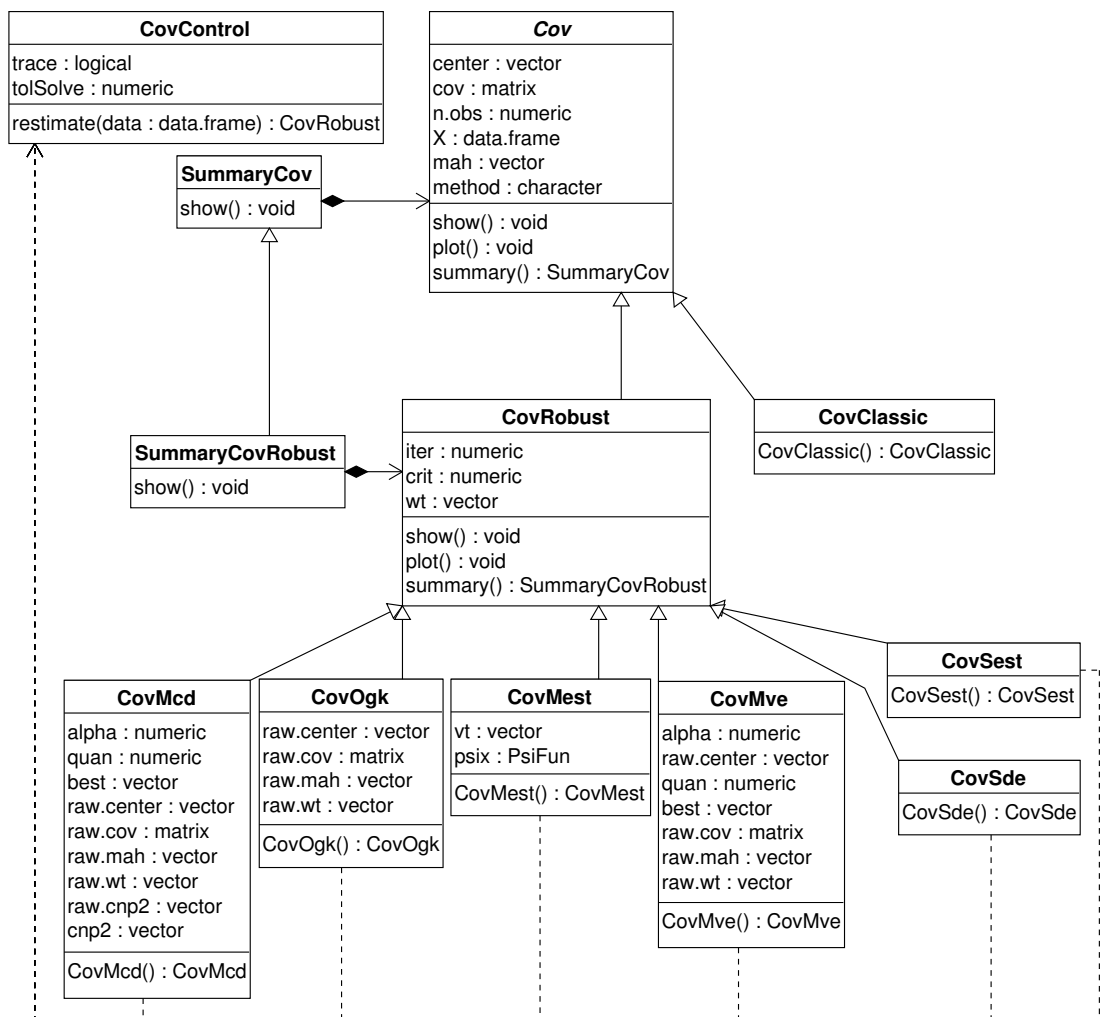 CovControl
trace : logical
tolSolve : numeric
restimate(data : data.frame) : CovRobust
Cov
center : vector
cov : matrix
n.obs : numeric
X : data.frame
mah : vector
method : character
show() : void
plot() : void
summary() : SummaryCov
SummaryCov
show() : void
CovRobust
iter : numeric
crit : numeric
wt : vector
show() : void
plot() : void
summary() : SummaryCovRobust
CovClassic
CovClassic() : CovClassic
SummaryCovRobust
show() : void
CovMcd
alpha : numeric
quan : numeric
best : vector
raw.center : vector
raw.cov : matrix
raw.mah : vector
raw.wt : vector
raw.cnp2 : vector
cnp2 : vector
CovMcd() : CovMcd
CovOgk
raw.center : vector
raw.cov : matrix
raw.mah : vector
raw.wt : vector
CovOgk() : CovOgk
CovMest
vt : vector
psix : PsiFun
CovMest() : CovMest
CovMve
alpha : numeric
raw.center : vector
quan : numeric
best : vector
raw.cov : matrix
raw.mah : vector
raw.wt : vector
CovMve() : CovMve
CovSest
CovSest() : CovSest
CovSde
CovSde() : CovSde